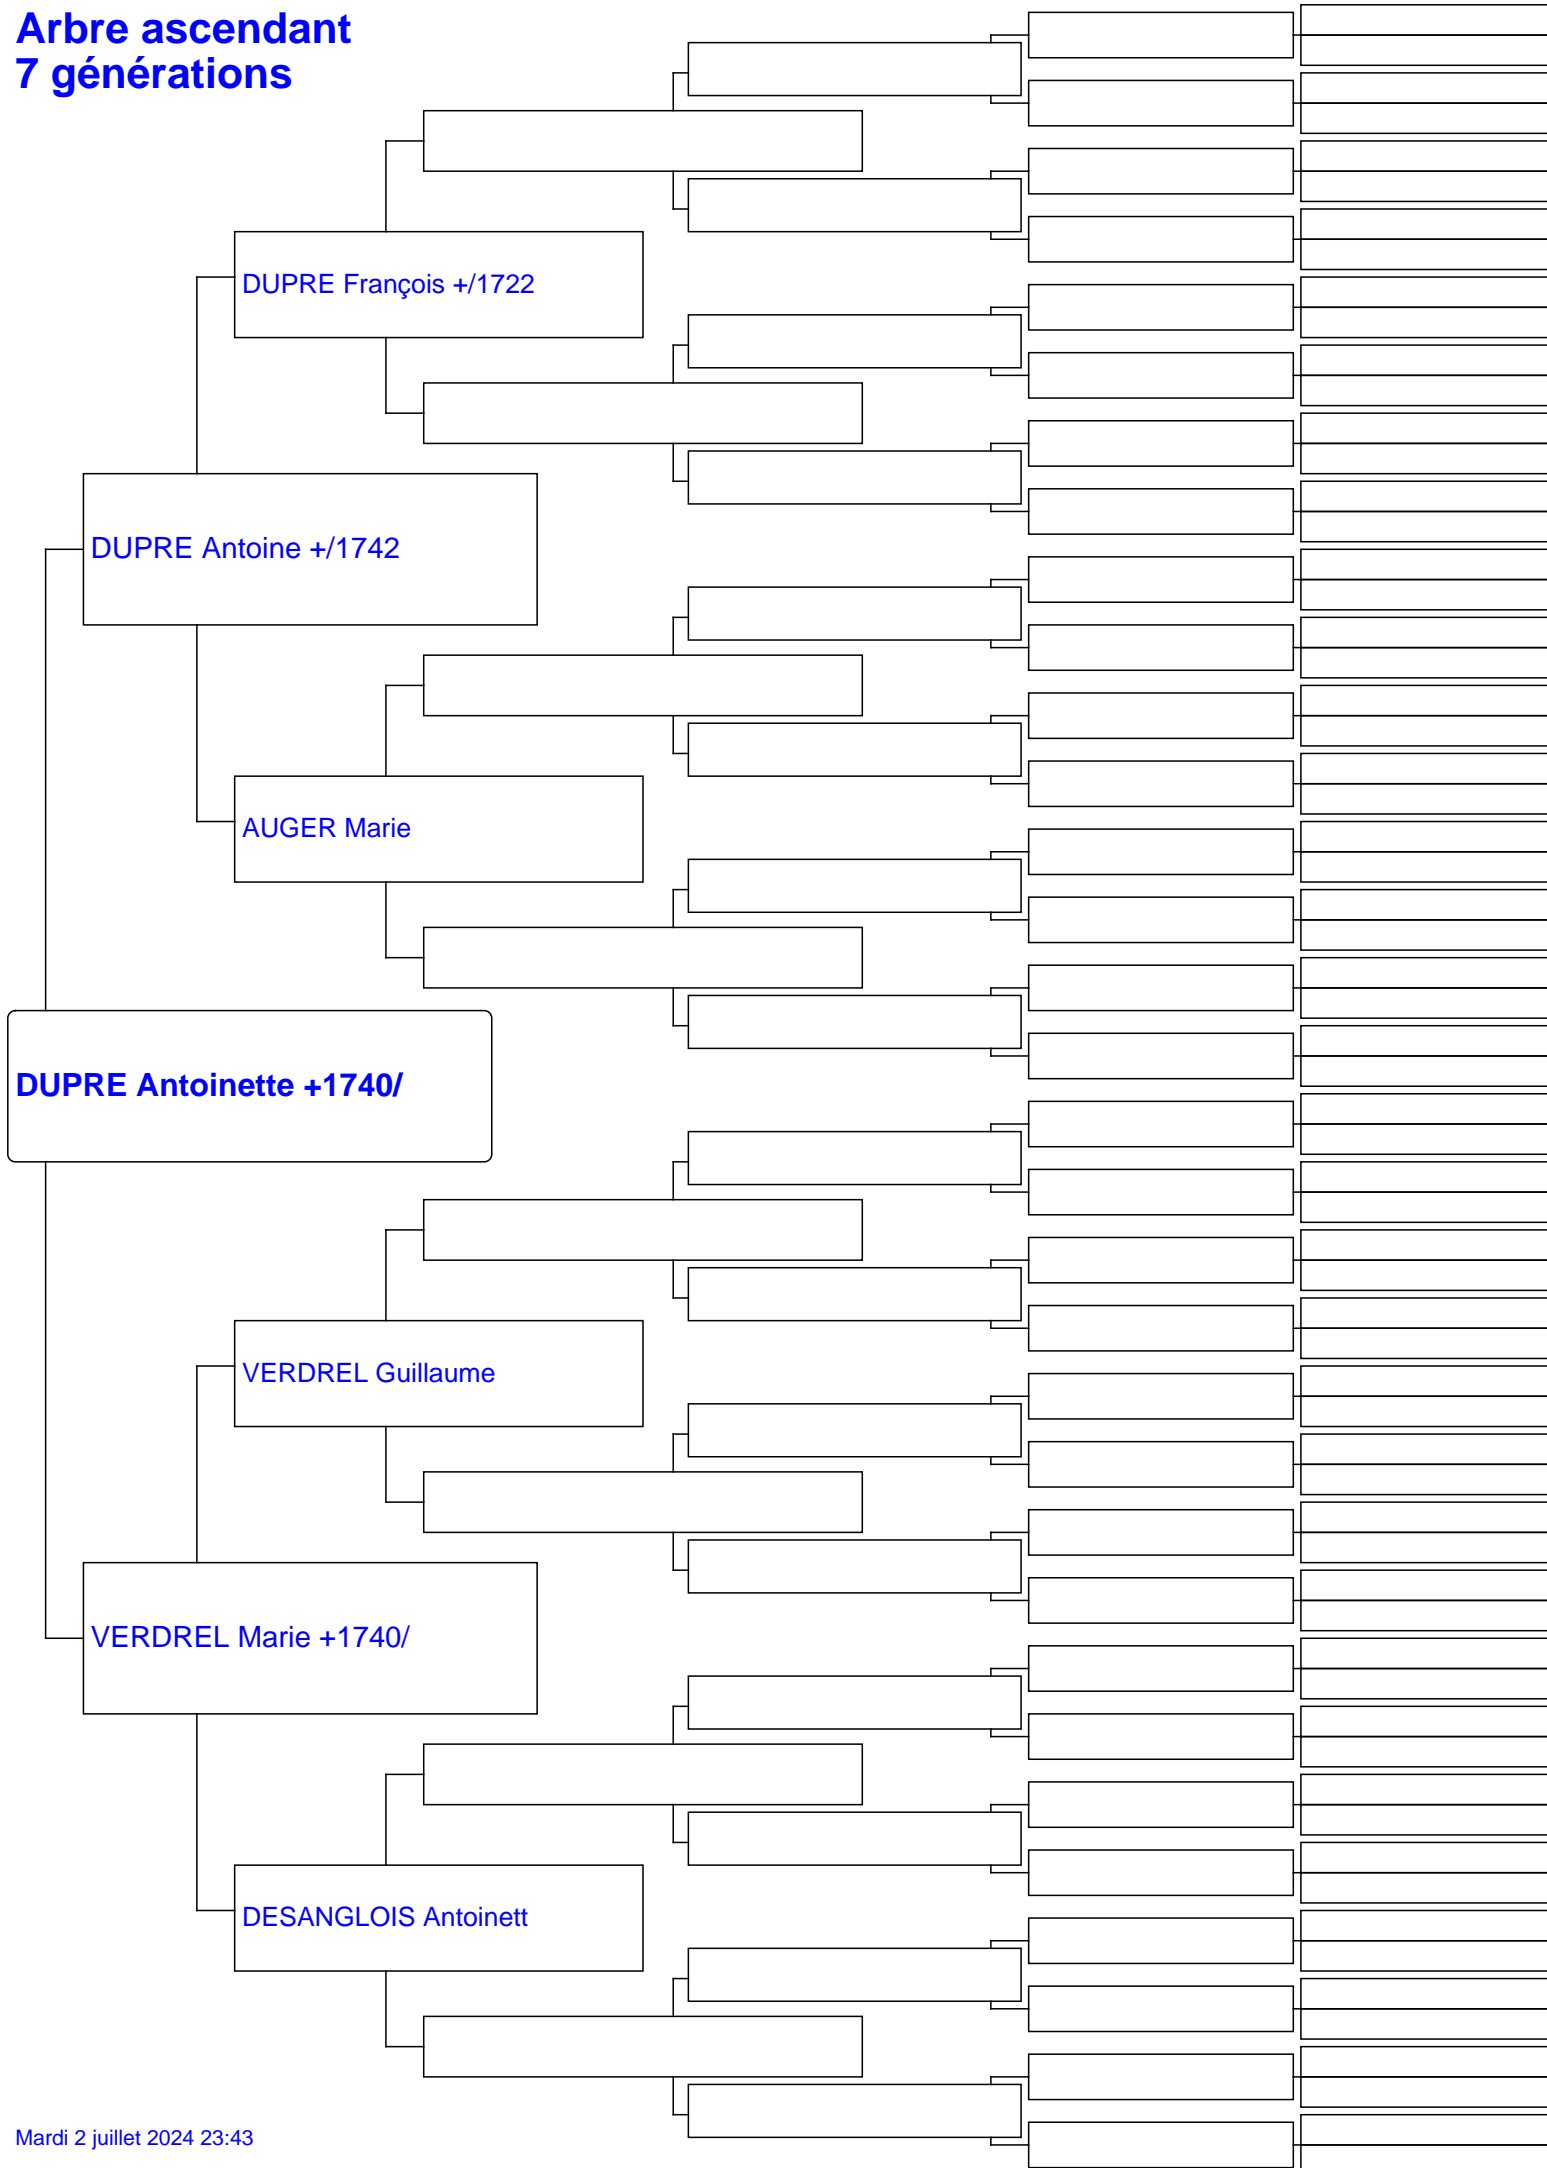 Arbre ascendant
7 générations
DUPRE François +/1722
DUPRE Antoine +/1742
AUGER Marie
DUPRE Antoinette +1740/
VERDREL Guillaume
VERDREL Marie +1740/
DESANGLOIS Antoinett
Mardi 2 juillet 2024 23:43